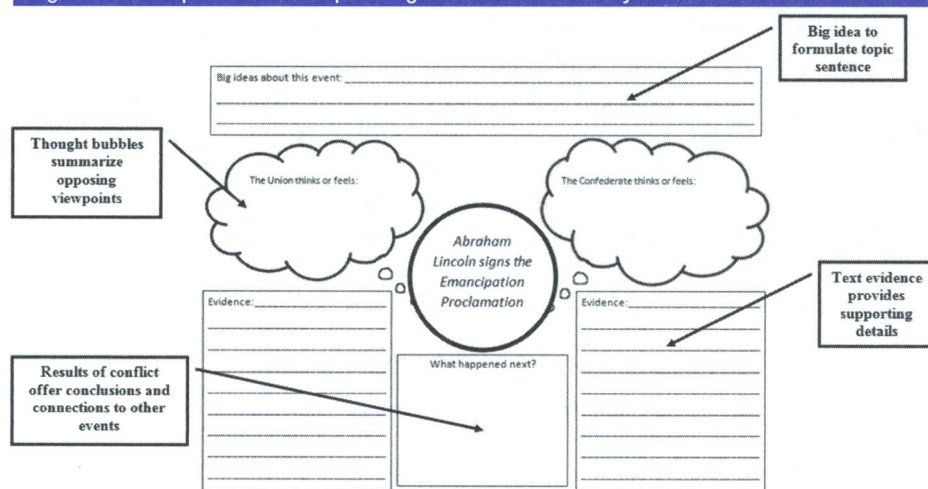 Big idea to
formulate topic
sentence
Big ideas about this event:
Thought bubbles
summarize
opposing
viewpoints
The Union thinks or feels:
The Confederate thinks or feels:
Abraham
Lincoln signs the
Emancipation
Proclamation
Text evidence
provides
supporting
details
Evidence:
Evidence:
What happened next?
Results of conflict
offer conclusions and
connections to other
events